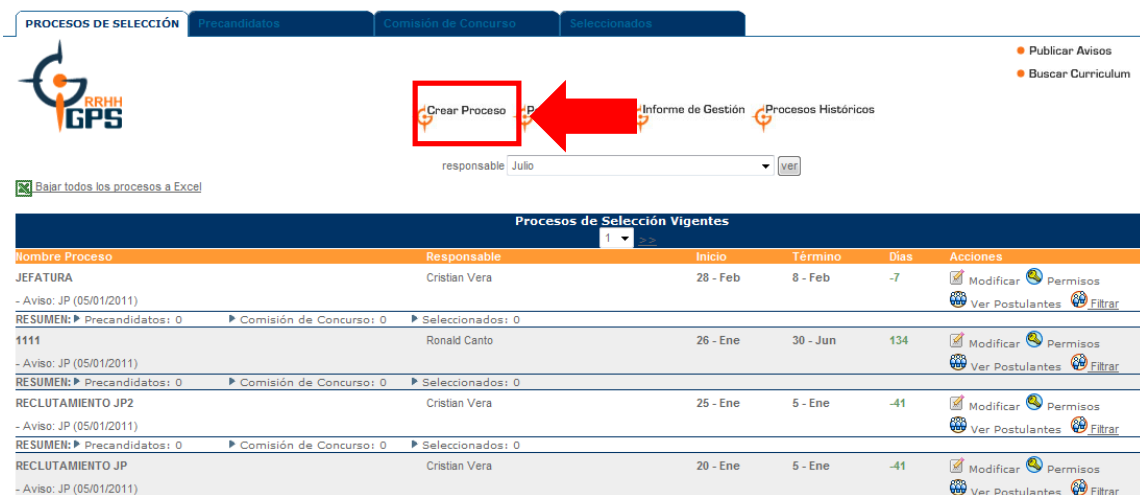 PROCESOS DE SELECCIÓN Precandidatos Comisión de Concurso Seleccionados
Publicar Avisos
Buscar Curriculum
RRHH
GPS
Crear Proceso Informe de Gestión Procesos Históricos
responsable Julio ver
Bajar todos los procesos a Excel
Procesos de Selección Vigentes
1 >>
Nombre Proceso Responsable Inicio Término Dias Acciones
JEFATURA Cristian Vera 28 - Feb 8 - Feb -7 Modificar Permisos
- Aviso: JP (05/01/2011) Ver Postulantes Filtrar
RESUMEN: Precandidatos: 0 Comisión de Concurso: 0 Seleccionados: 0
1111 Ronald Canto 26 - Ene 30 - Jun 134 Modificar Permisos
- Aviso: JP (05/01/2011) Ver Postulantes Filtrar
RESUMEN: Precandidatos: 0 Comisión de Concurso: 0 Seleccionados: 0
RECLUTAMIENTO JP2 Cristian Vera 25 - Ene 5 - Ene -41 Modificar Permisos
- Aviso: JP (05/01/2011) Ver Postulantes Filtrar
RESUMEN: Precandidatos: 0 Comisión de Concurso: 0 Seleccionados: 0
RECLUTAMIENTO JP Cristian Vera 20 - Ene 5 - Ene -41 Modificar Permisos
- Aviso: JP (05/01/2011) Ver Postulantes Filtrar